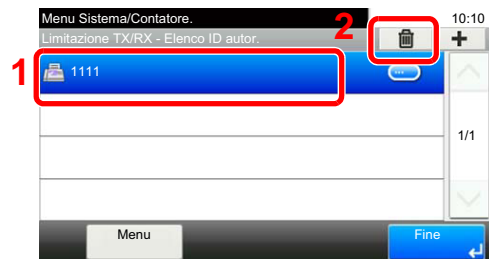 Menu Sistema/Contatore.
10:10
Limitazione TX/RX - Elenco ID autor.
2
1
1111
1/1
Menu
Fine